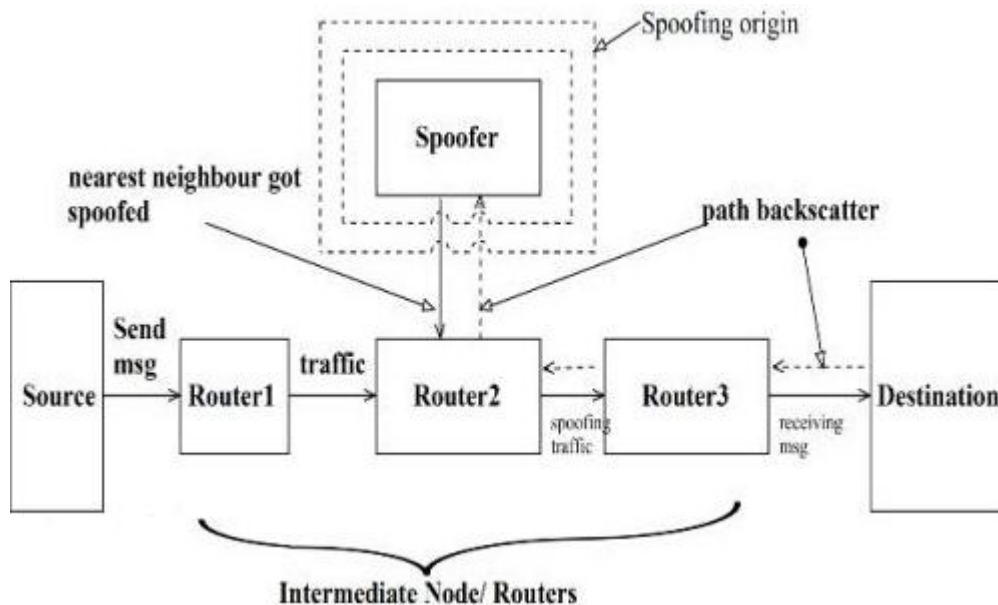 Spoofing origin
Spoofer
nearest neighbour got
spoofed
path backscatter
Send
msg
traffic
Source
Router1
Router2
Router3
Destination
spoofing
traffic
receiving
msg
Intermediate Node/ Routers